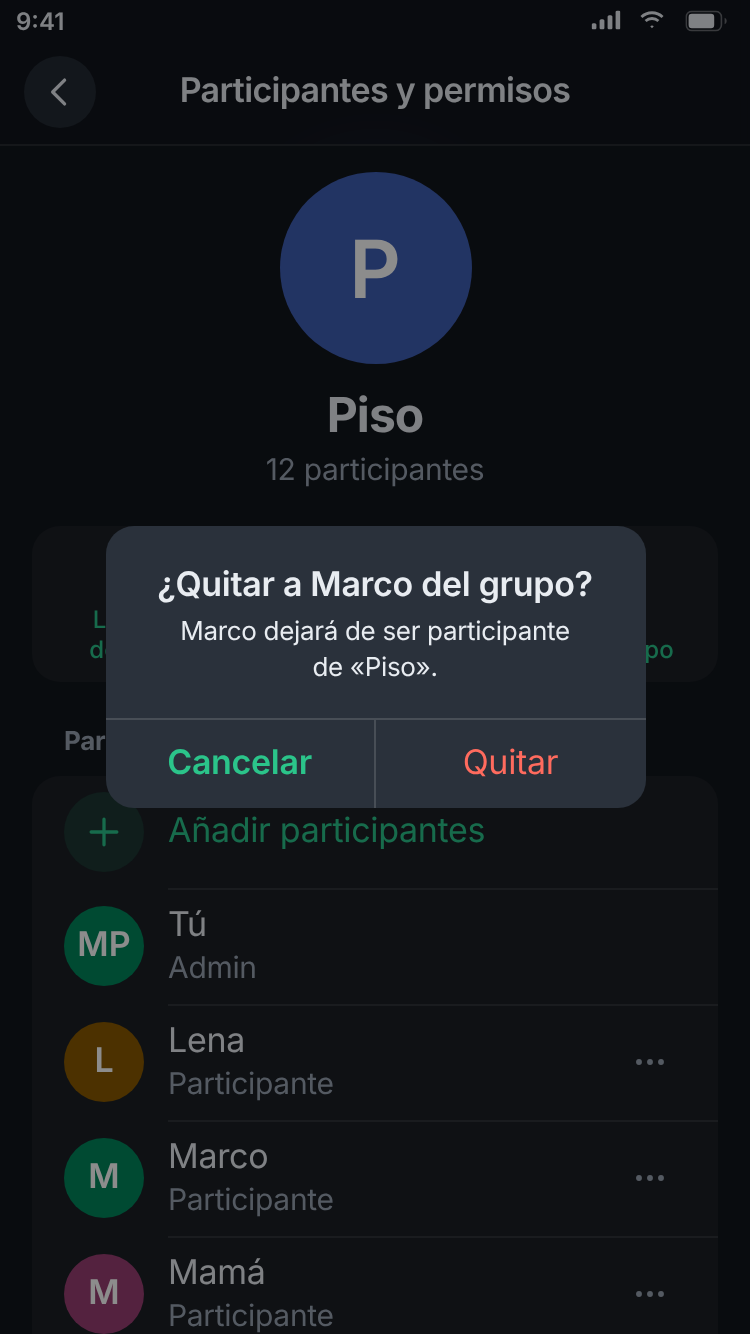 9:41
Participantes y permisos
P
Piso
12 participantes
¿Quitar a Marco del grupo?
Marco dejará de ser participante
de «Piso».
Cancelar
Quitar
Añadir participantes
MP
Tú
Admin
L
Lena
Participante
M
Marco
Participante
M
Mamá
Participante